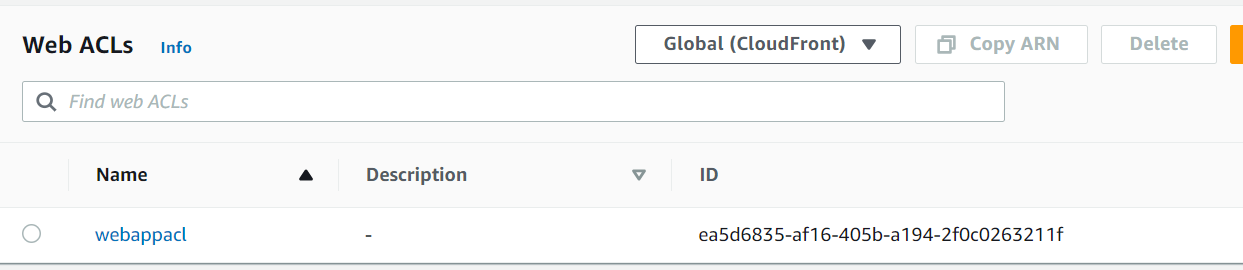 Web ACLs Info Global (CloudFront) Copy ARN Delete
Find web ACLs
Name Description ID
webappacl - ea5d6835-af16-405b-a194-2f0c0263211f